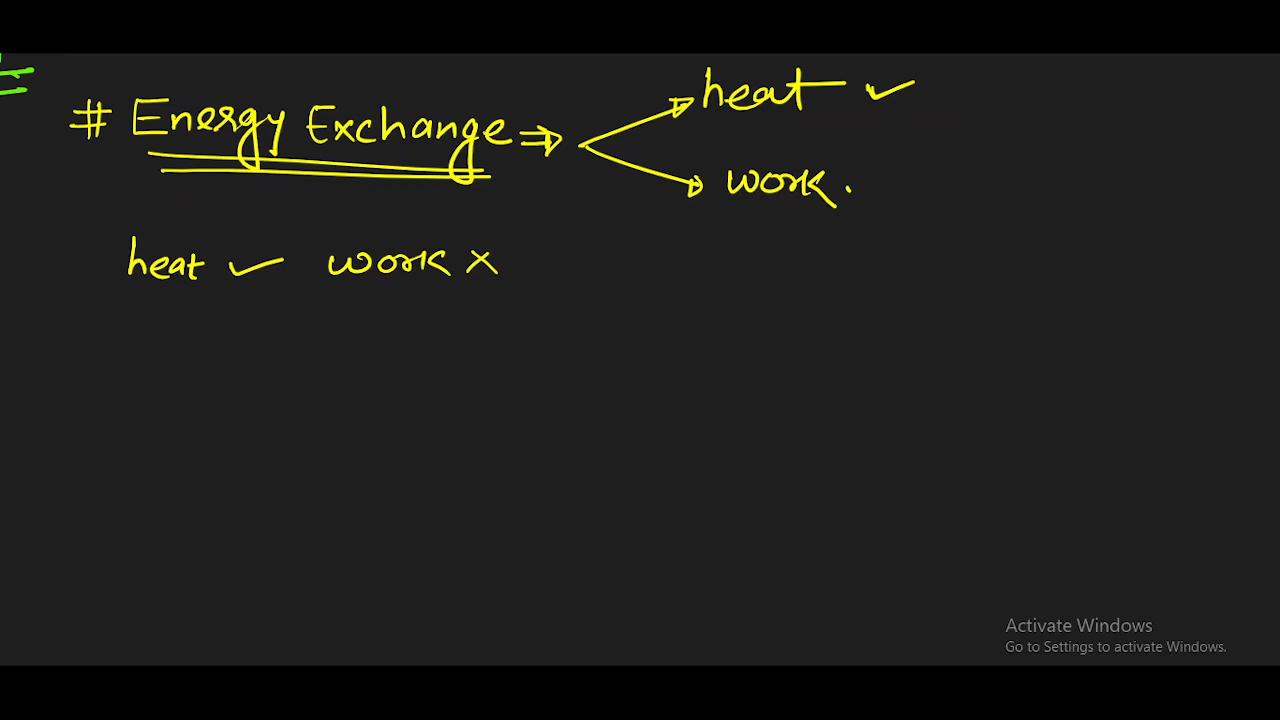 # Energy Exchange ⇒ → heat ✓
→ work.
heat ✓ work ×
Activate Windows
Go to Settings to activate Windows.